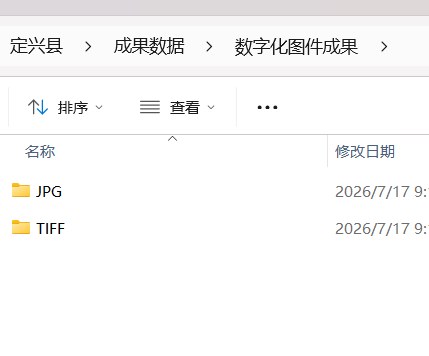 定兴县 > 成果数据 > 数字化图件成果 >
排序 查看 ...
名称 修改日期
JPG 2026/7/17 9:
TIFF 2026/7/17 9: